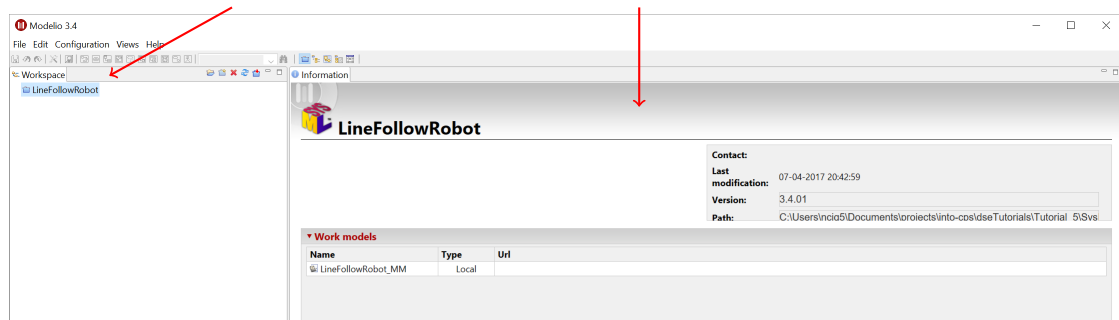 Modelio 3.4
File Edit Configuration Views Help
Workspace
Information
LineFollowRobot
LineFollowRobot
Contact:
Last modification: 07-04-2017 20:42:59
Version: 3.4.01
Path: C:\Users\nciq5\Documents\projects\into-cps\dseTutorials\Tutorial_5\Sys
Work models
Name Type Url
LineFollowRobot_MM Local